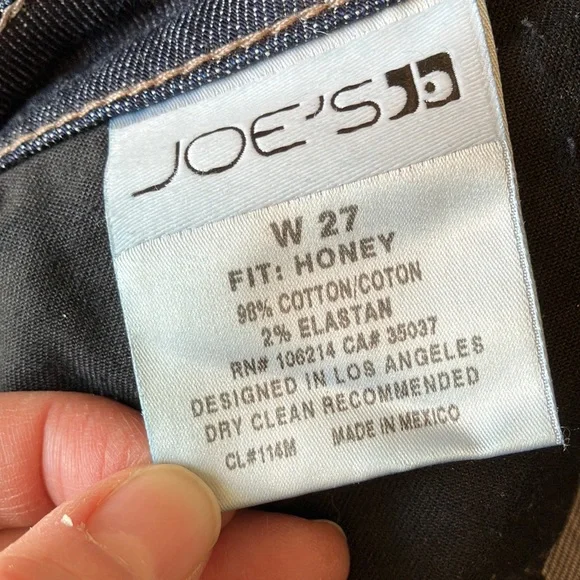 JOE'S
W 27
FIT: HONEY
98% COTTON/COTON
2% ELASTAN
RN# 106214 CA# 35037
DESIGNED IN LOS ANGELES
DRY CLEAN RECOMMENDED
CL#114M MADE IN MEXICO